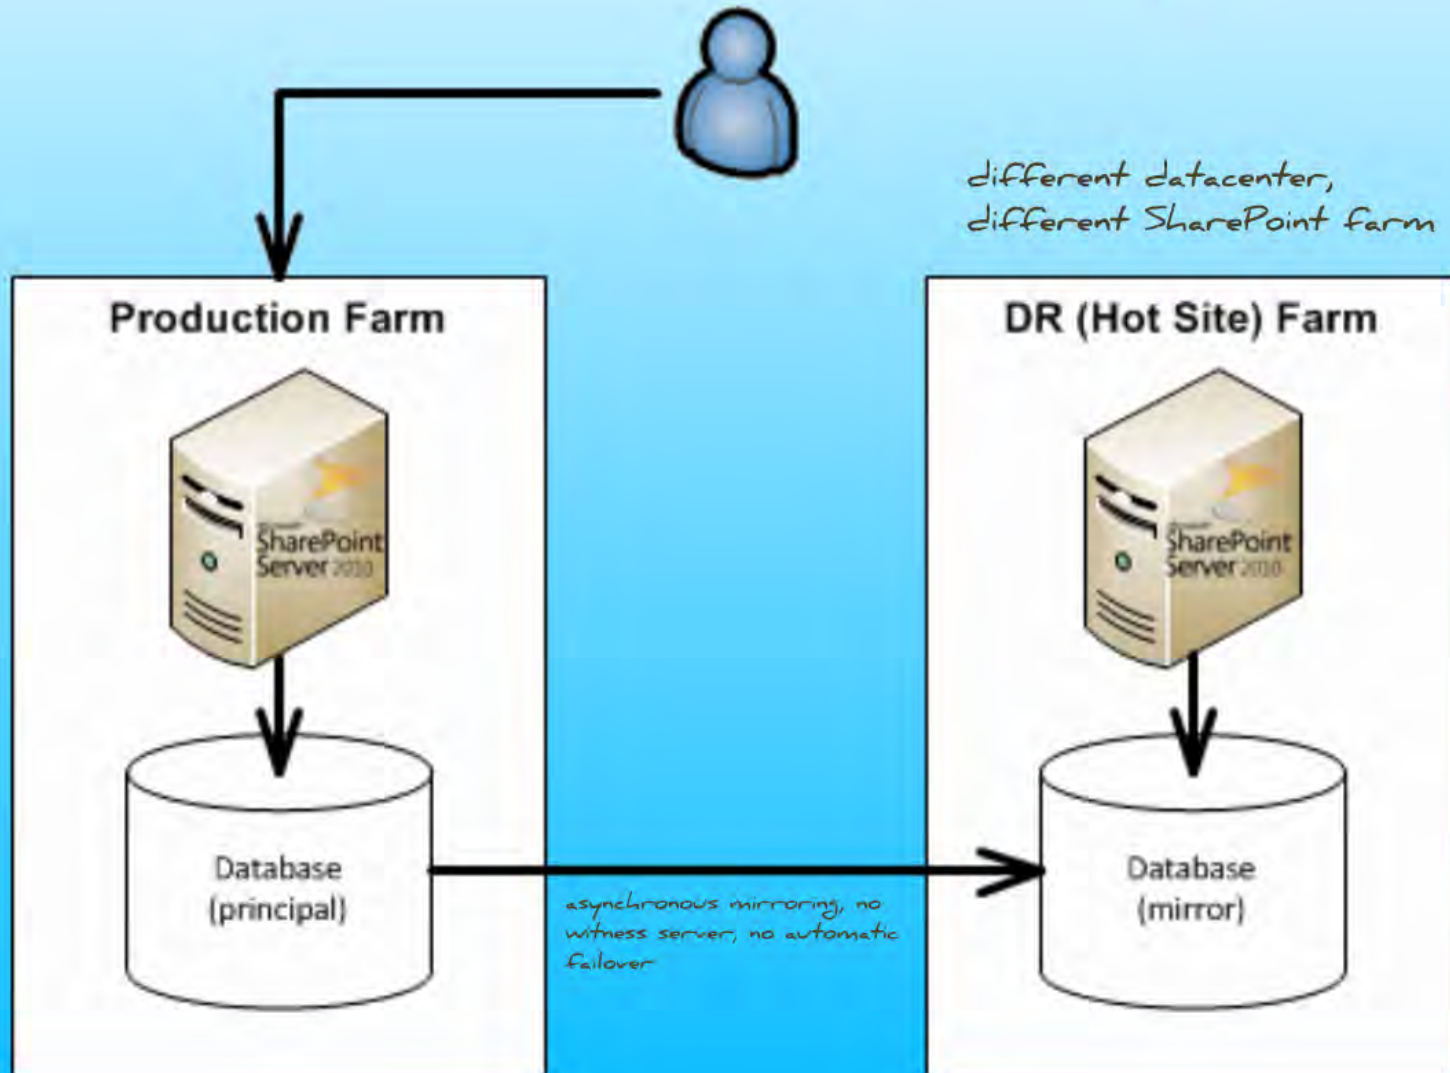 different datacenter,
different SharePoint farm
Production Farm
DR (Hot Site) Farm
SharePoint
Server 2010
SharePoint
Server 2010
Database
(principal)
asynchronous mirroring, no
witness server, no automatic
failover
Database
(mirror)